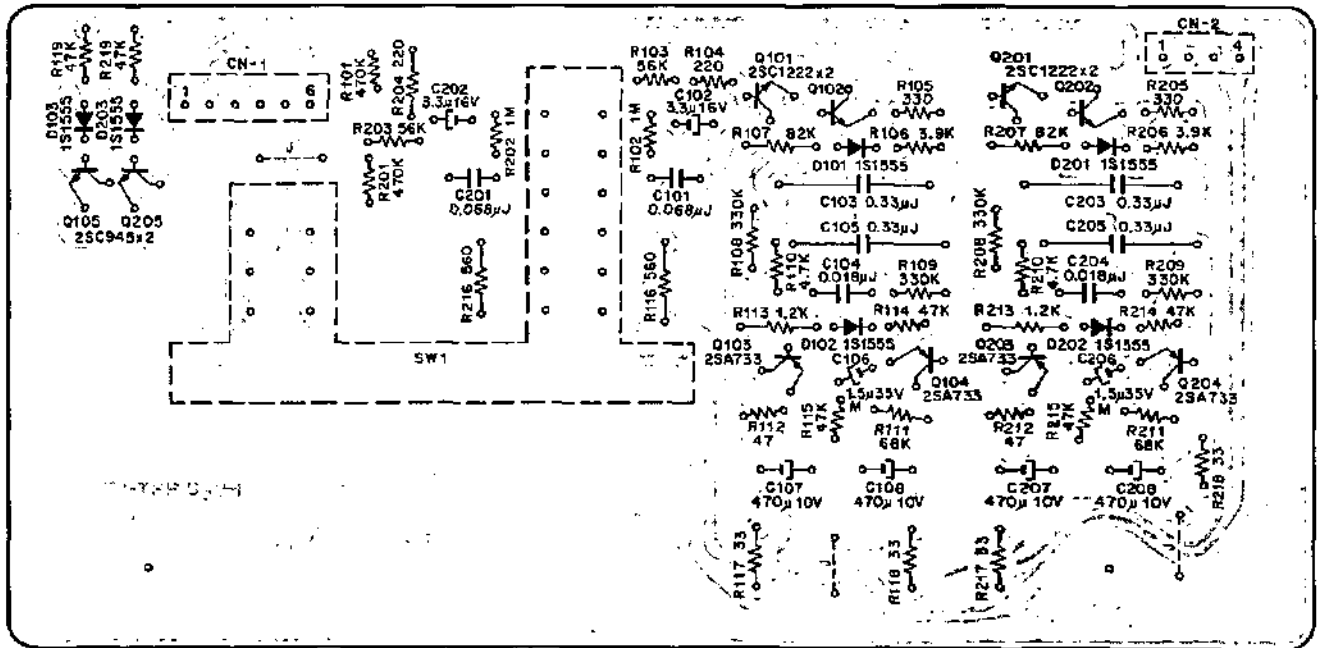 R119
47K
R219
47K
D103
1S1555
D203
1S1555
Q105
Q205
2SC945x2
CN-1
1
6
R101
470K
R204 220
C202
3.3μ16V
R203 56K
R201
470K
R202 1M
C201
0.068μJ
R216 560
J
SW1
R103
56K
R104
220
C102
3.3μ16V
R102 1M
C101
0.068μJ
R116 560
Q101
2SC1222x2
Q102
R105
330
R107 82K
R106 3.9K
D101 1S1555
C103 0.33μJ
R108 330K
C105 0.33μJ
R110
4.7K
C104
0.018μJ
R109
330K
R113 1.2K
R114 47K
Q103
2SA733
D102 1S1555
C106
1.5μ35V
M
Q104
2SA733
R112
47
R115
47K
R111
68K
C107
470μ10V
C108
470μ10V
R117 33
J
R118 33
CN-2
1
4
Q201
2SC1222x2
Q202
R205
330
R207 82K
R206 3.9K
D201 1S1555
C203 0.33μJ
R208 330K
C205 0.33μJ
R210
4.7K
C204
0.018μJ
R209
330K
R213 1.2K
R214 47K
Q203
2SA733
D202 1S1555
C206
1.5μ35V
M
Q204
2SA733
R212
47
R215
47K
R211
68K
C207
470μ10V
C208
470μ10V
R218 33
R217 33